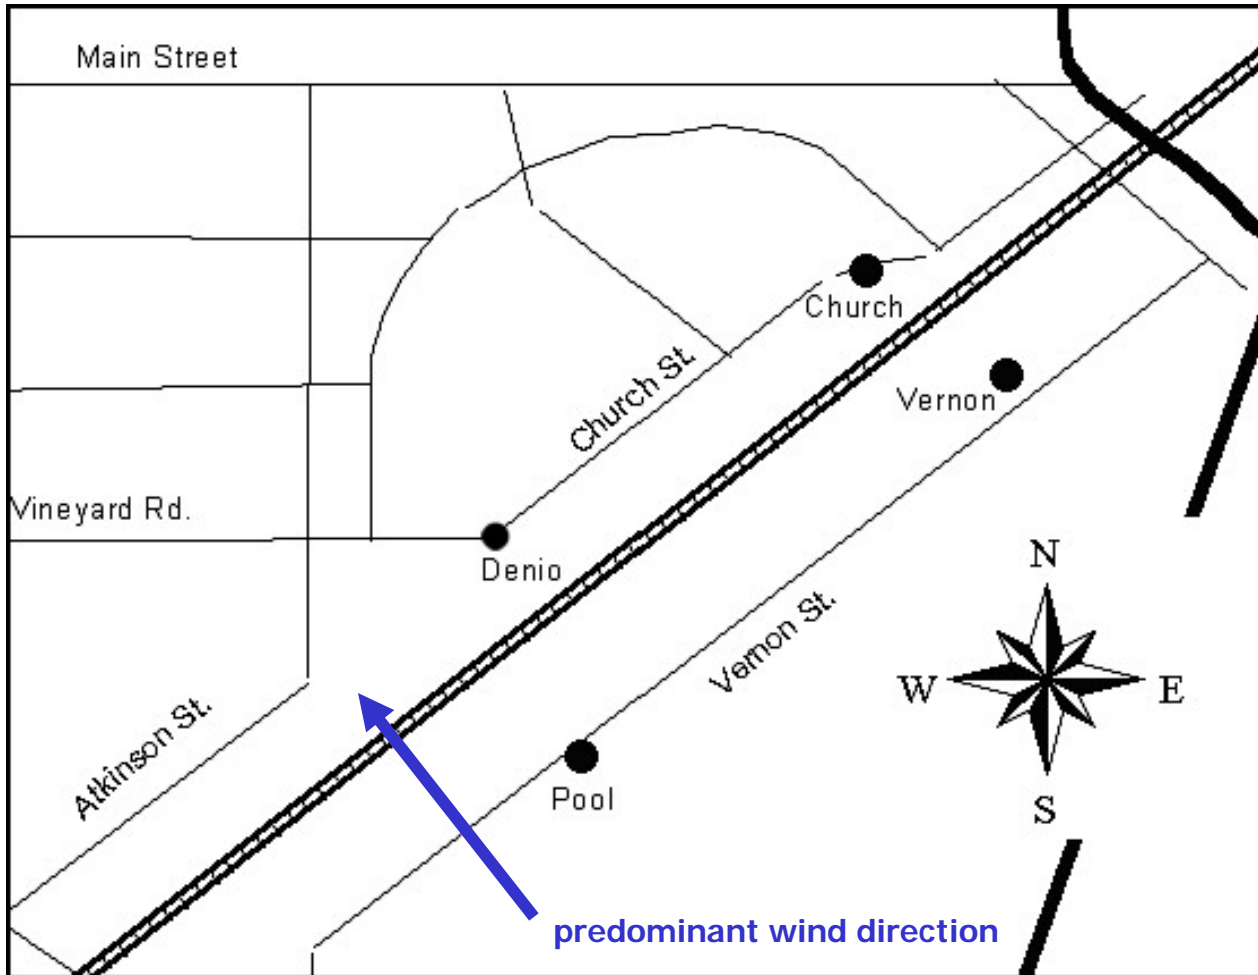 Main Street
Church
Church St.
Vernon
Vineyard Rd.
Denio
N
Vernon St.
W
E
Atkinson St.
Pool
S
predominant wind direction